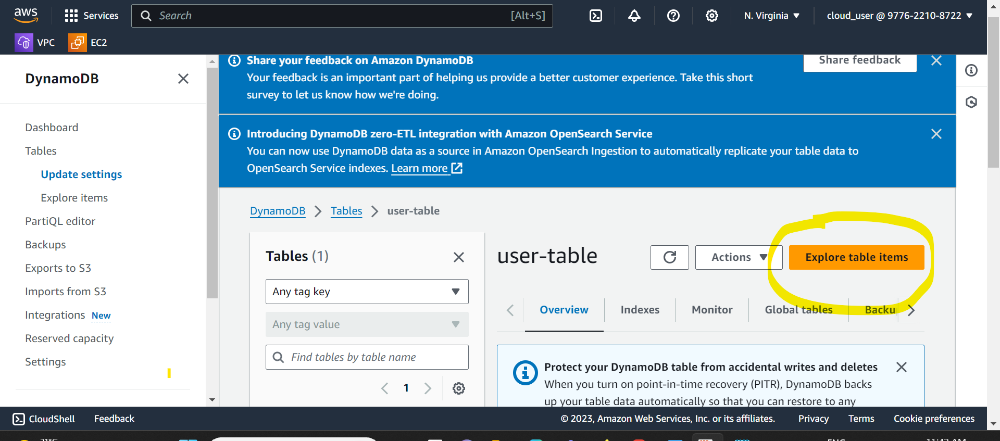 aws
Services
Search
[Alt+S]
N. Virginia
cloud_user @ 9776-2210-8722
VPC
EC2
DynamoDB
Dashboard
Tables
Update settings
Explore items
PartiQL editor
Backups
Exports to S3
Imports from S3
Integrations New
Reserved capacity
Settings
Share your feedback on Amazon DynamoDB
Your feedback is an important part of helping us provide a better customer experience. Take this short
survey to let us know how we're doing.
Share feedback
Introducing DynamoDB zero-ETL integration with Amazon OpenSearch Service
You can now use DynamoDB data as a source in Amazon OpenSearch Ingestion to automatically replicate your table data to
OpenSearch Service indexes. Learn more
DynamoDB
Tables
user-table
Tables (1)
Any tag key
Any tag value
Find tables by table name
1
user-table
Actions
Explore table items
Overview
Indexes
Monitor
Global tables
Backu
Protect your DynamoDB table from accidental writes and deletes
When you turn on point-in-time recovery (PITR), DynamoDB backs
up your table data automatically so that you can restore to any
CloudShell
Feedback
© 2023, Amazon Web Services, Inc. or its affiliates.
Privacy
Terms
Cookie preferences